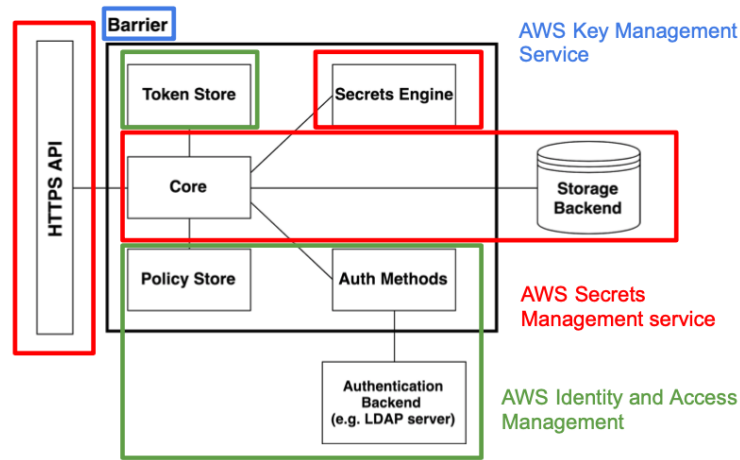 Barrier
AWS Key Management
Service
Token Store
Secrets Engine
HTTPS API
Core
Storage
Backend
Policy Store
Auth Methods
AWS Secrets
Management service
Authentication
Backend
(e.g. LDAP server)
AWS Identity and Access
Management